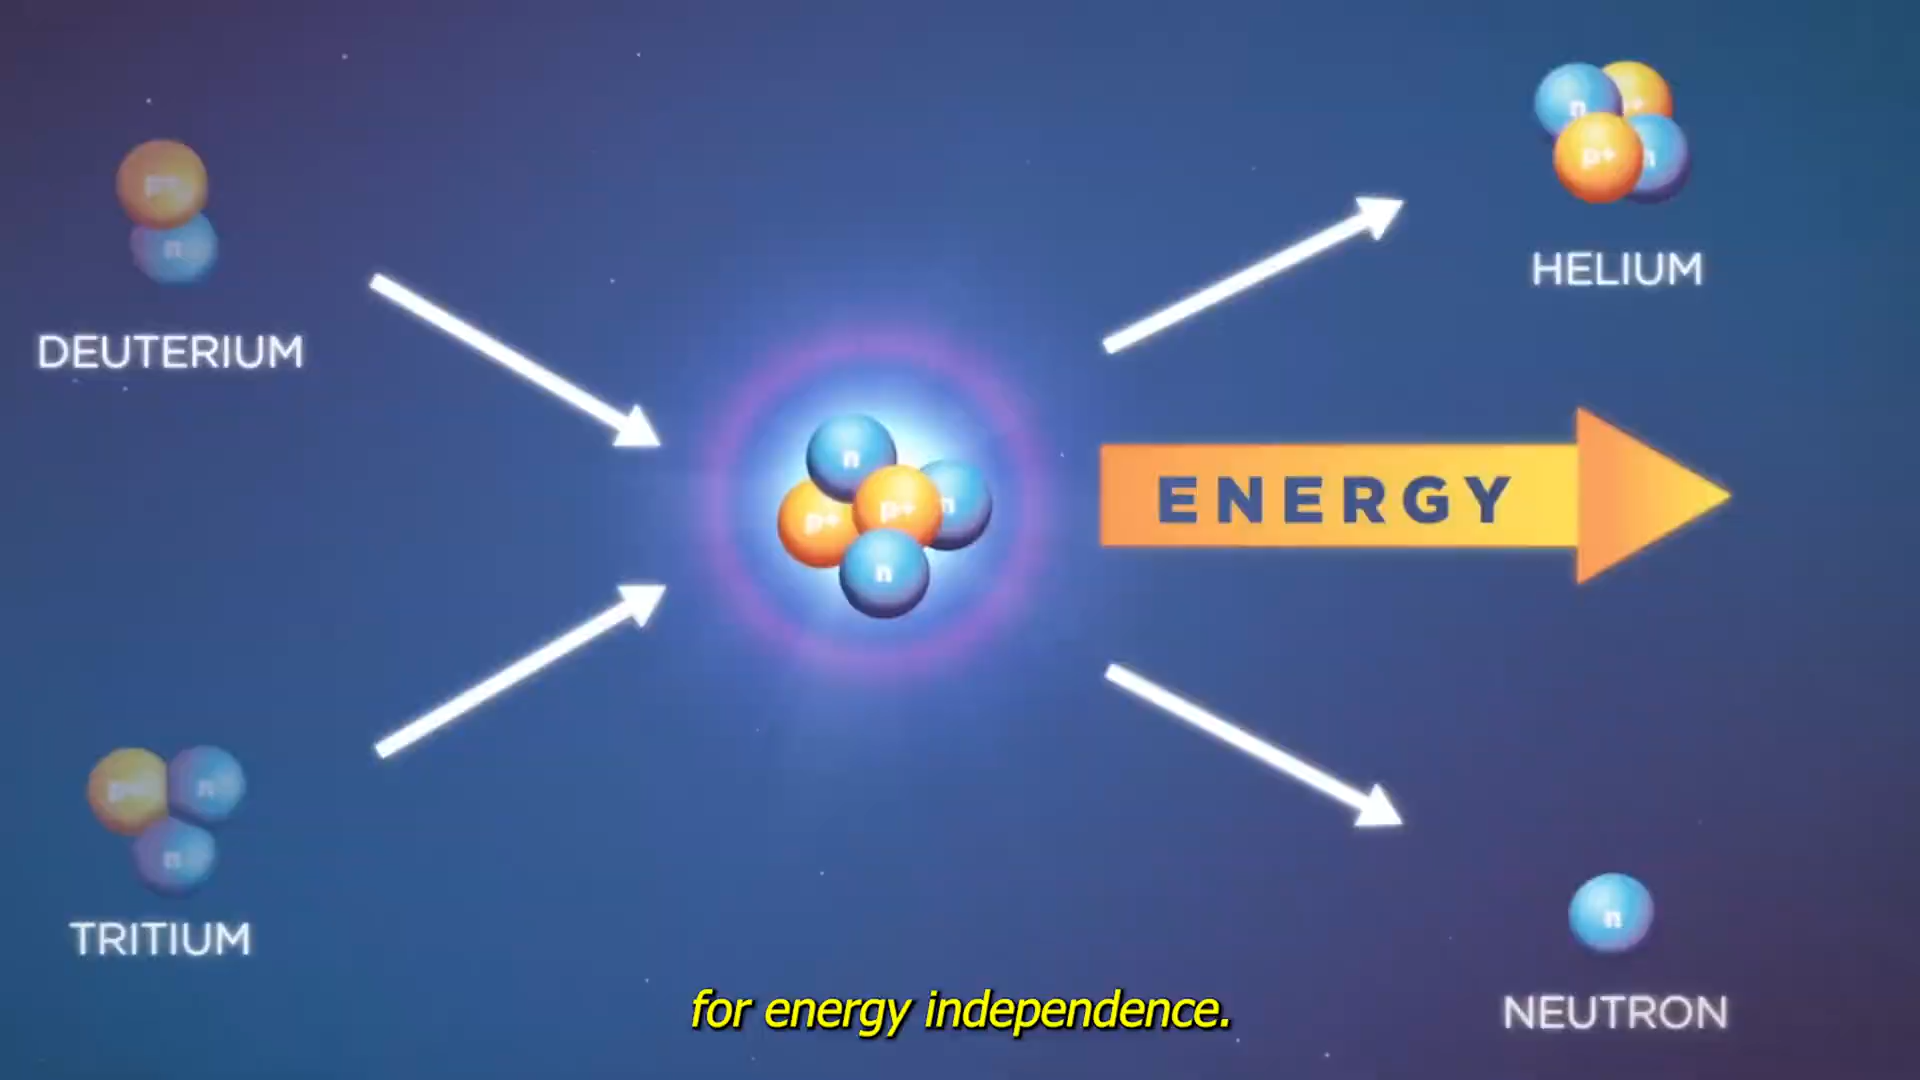 p+
n
DEUTERIUM
p+
n
n
TRITIUM
n
p+
p+
n
n
ENERGY
n
p+
p+
n
HELIUM
n
NEUTRON
for energy independence.